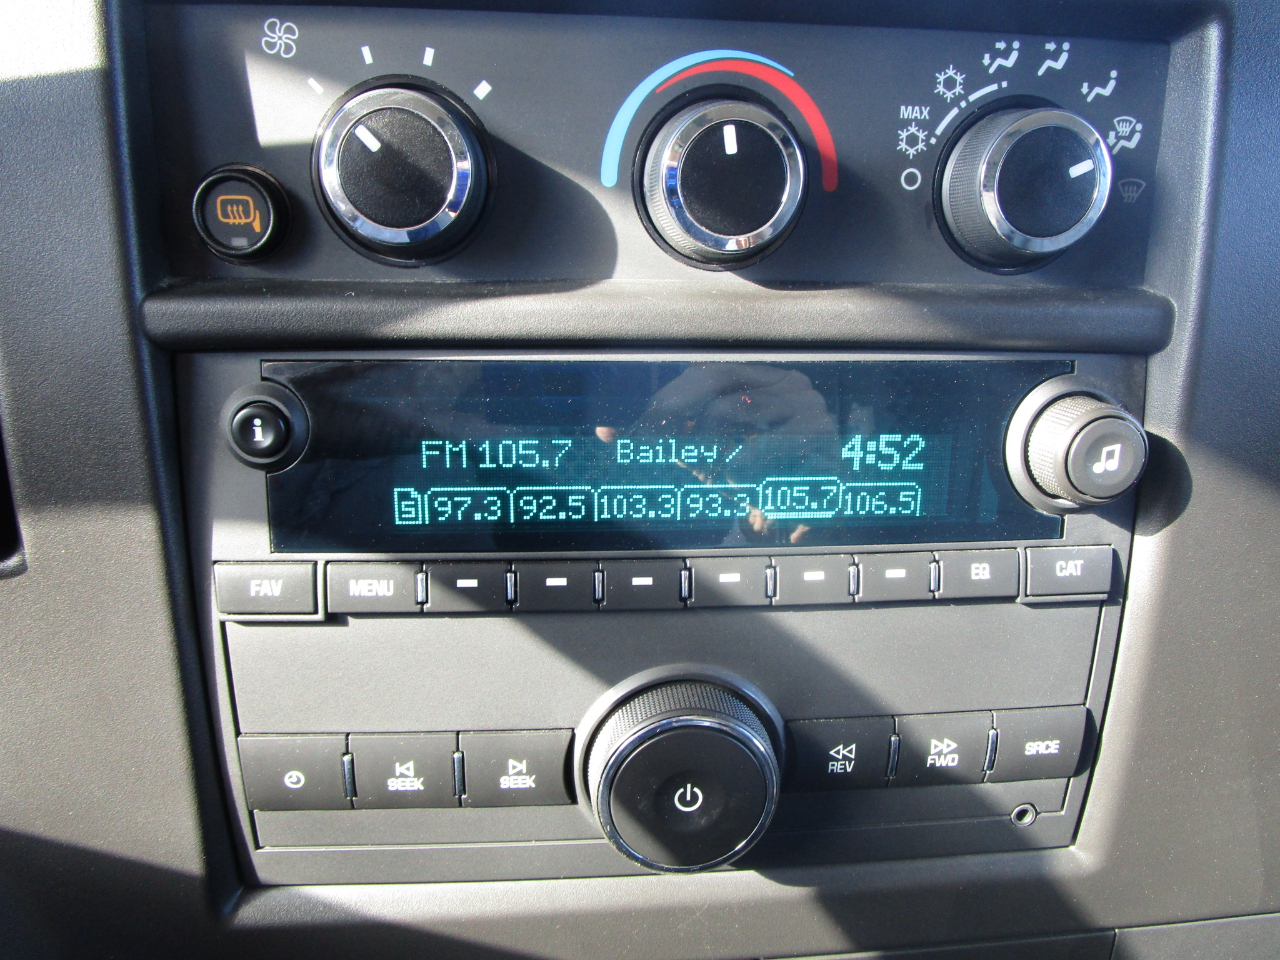 MAX
i
FM 105.7 Bailey / 4:52
97.3 92.5 103.3 93.3 105.7 106.5
FAV MENU EQ CAT
SEEK SEEK REV FWD SRCE